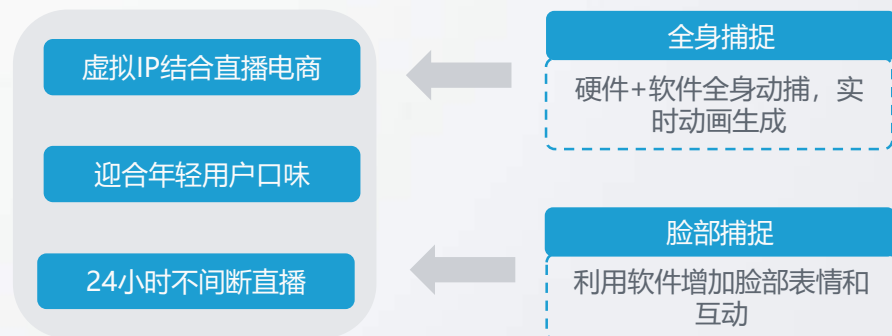 虚拟IP结合直播电商
迎合年轻用户口味
24小时不间断直播
全身捕捉
硬件+软件全身动捕，实
时动画生成
脸部捕捉
利用软件增加脸部表情和
互动